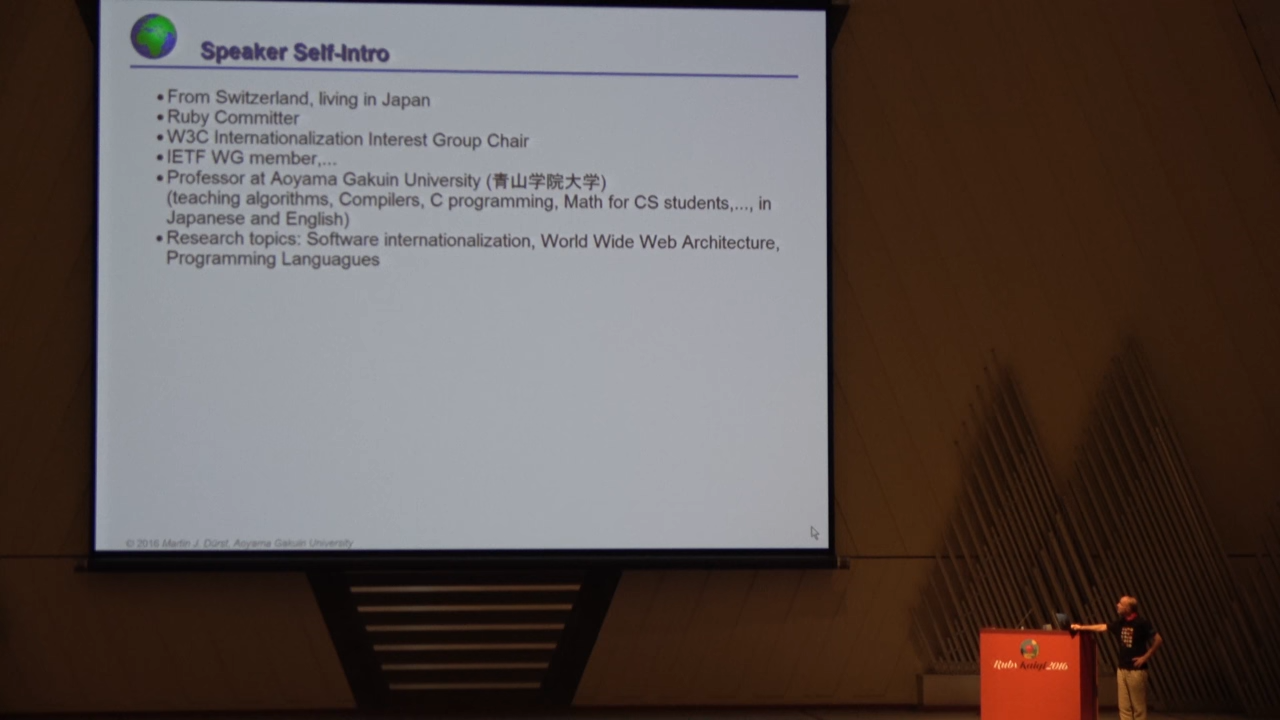 Speaker Self-Intro
• From Switzerland, living in Japan
• Ruby Committer
• W3C Internationalization Interest Group Chair
• IETF WG member,...
• Professor at Aoyama Gakuin University (青山学院大学)
(teaching algorithms, Compilers, C programming, Math for CS students,..., in
Japanese and English)
• Research topics: Software internationalization, World Wide Web Architecture,
Programming Languagues
© 2016 Martin J. Dürst, Aoyama Gakuin University
RubyKaigi 2016